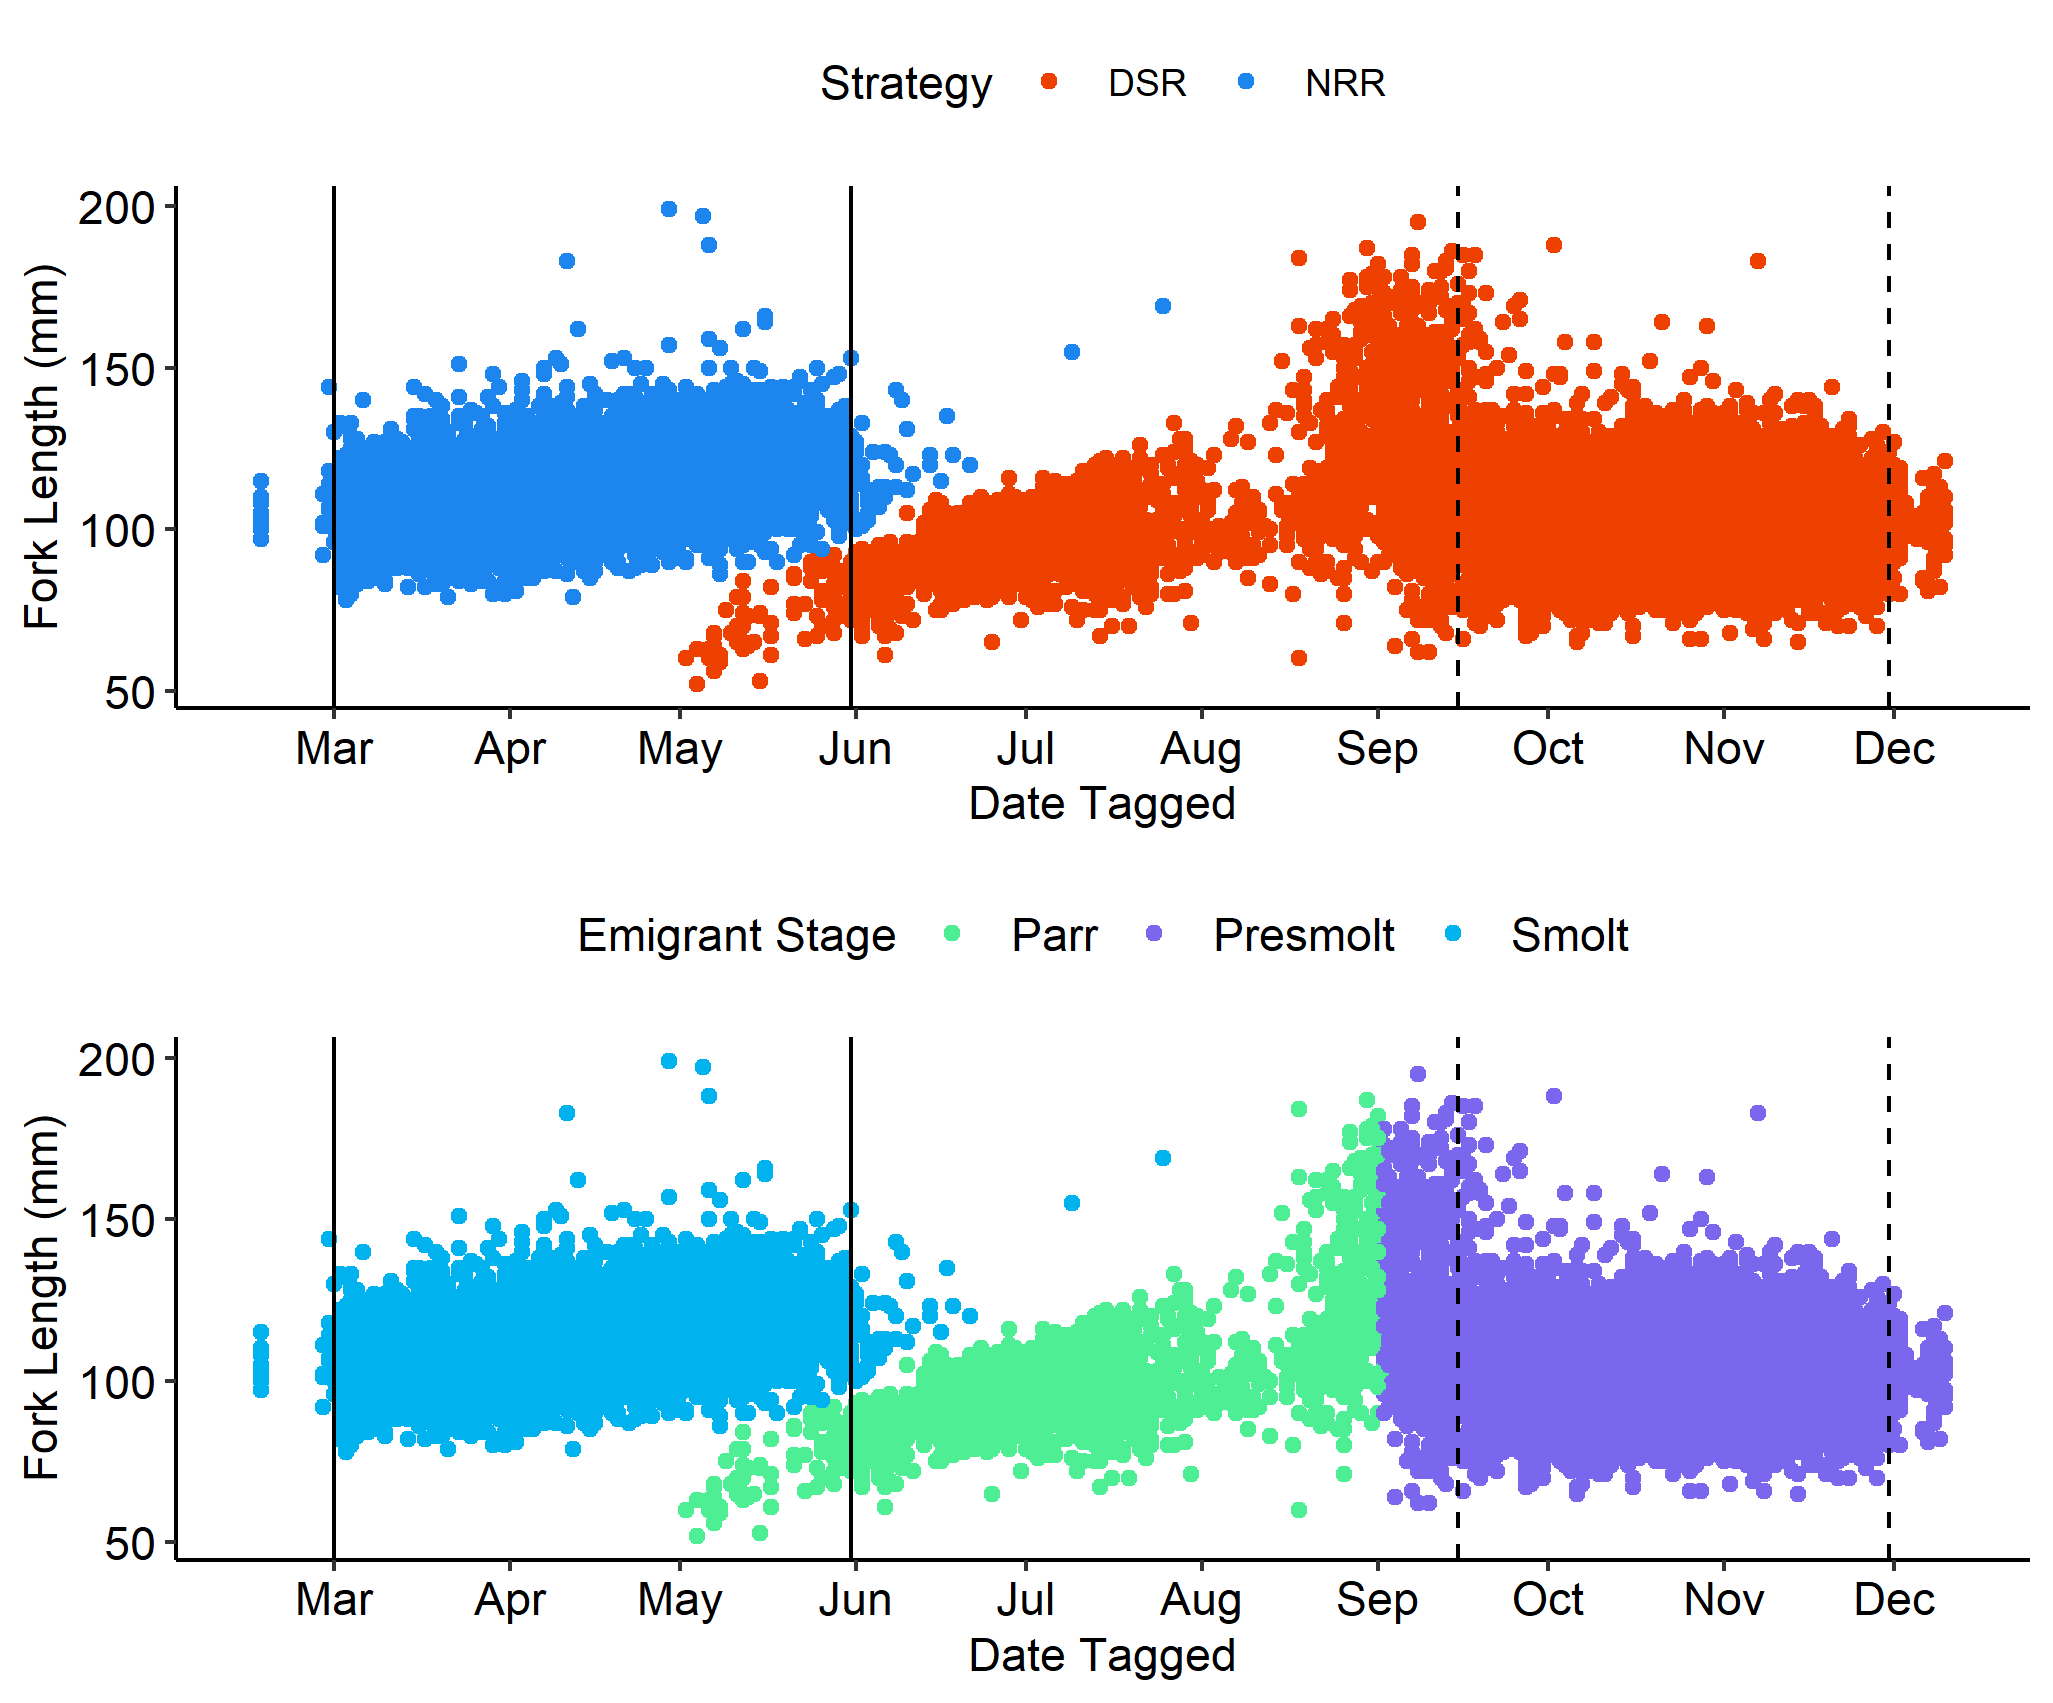 Strategy DSR NRR
200
150
100
50
Fork Length (mm)
Mar Apr May Jun Jul Aug Sep Oct Nov Dec
Date Tagged
Emigrant Stage Parr Presmolt Smolt
200
150
100
50
Fork Length (mm)
Mar Apr May Jun Jul Aug Sep Oct Nov Dec
Date Tagged